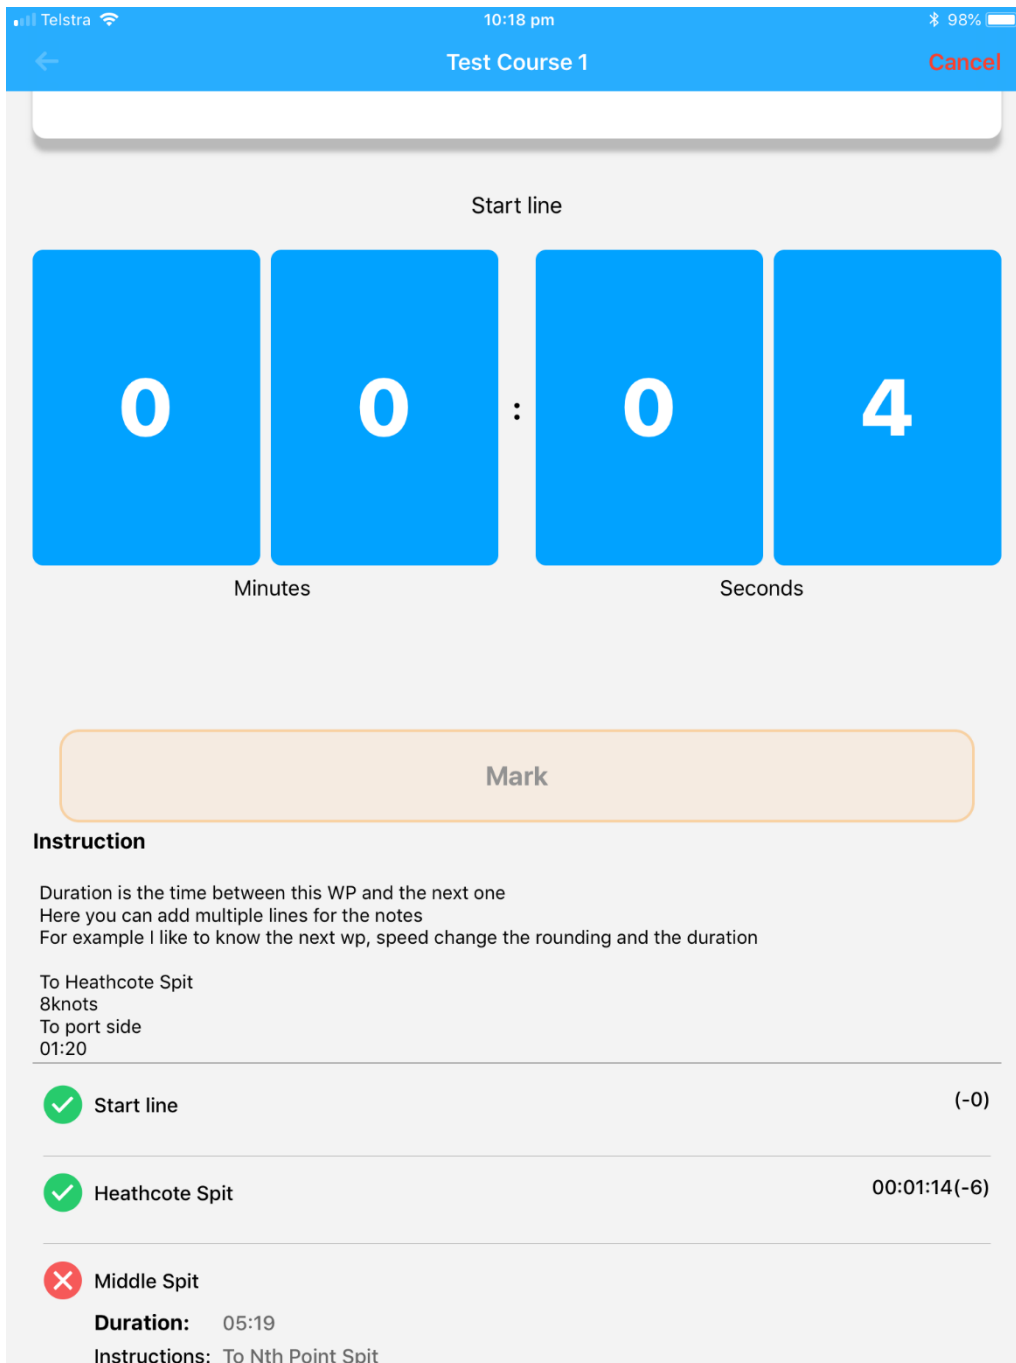 Telstra
10:18 pm
98%
Test Course 1
Cancel
Start line
0 0 : 0 4
Minutes
Seconds
Mark
Instruction
Duration is the time between this WP and the next one
Here you can add multiple lines for the notes
For example I like to know the next wp, speed change the rounding and the duration
To Heathcote Spit
8knots
To port side
01:20
Start line
(-0)
Heathcote Spit
00:01:14(-6)
Middle Spit
Duration: 05:19
Instructions: To Nth Point Spit